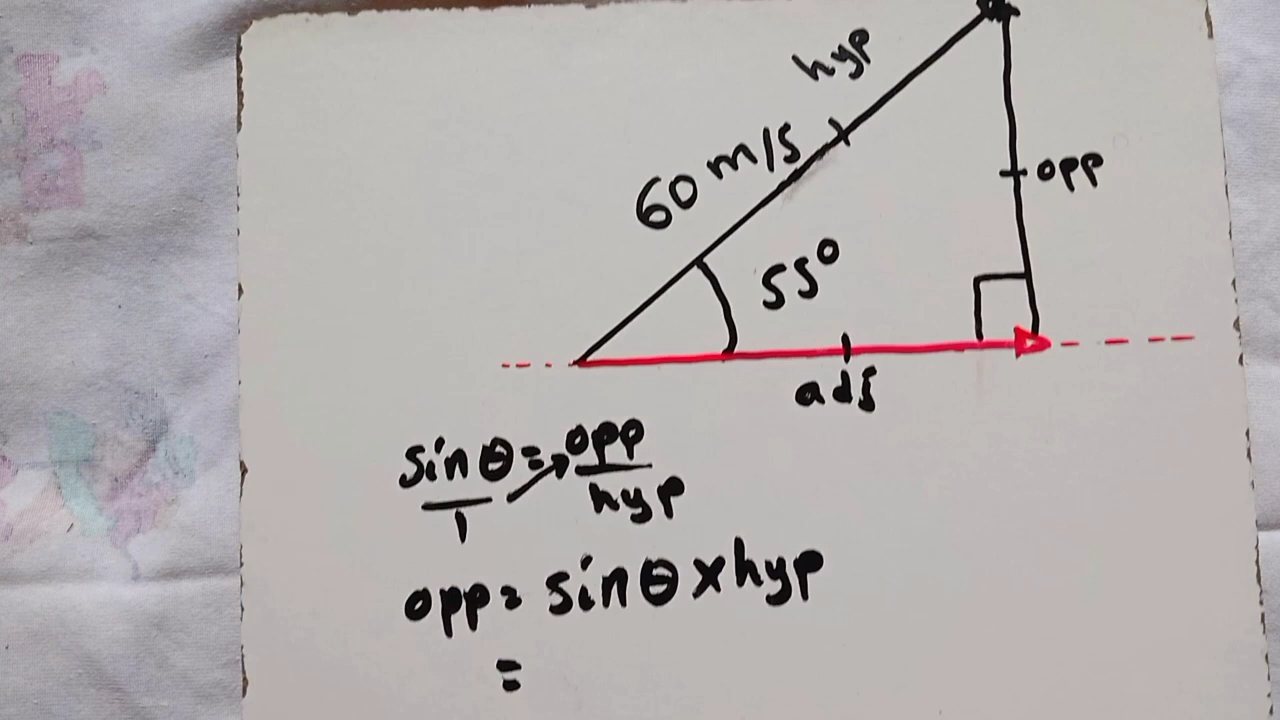 hyp
60 m/s
opp
55°
adj
sinθ = opp
1 hyp
opp = sinθ x hyp
=